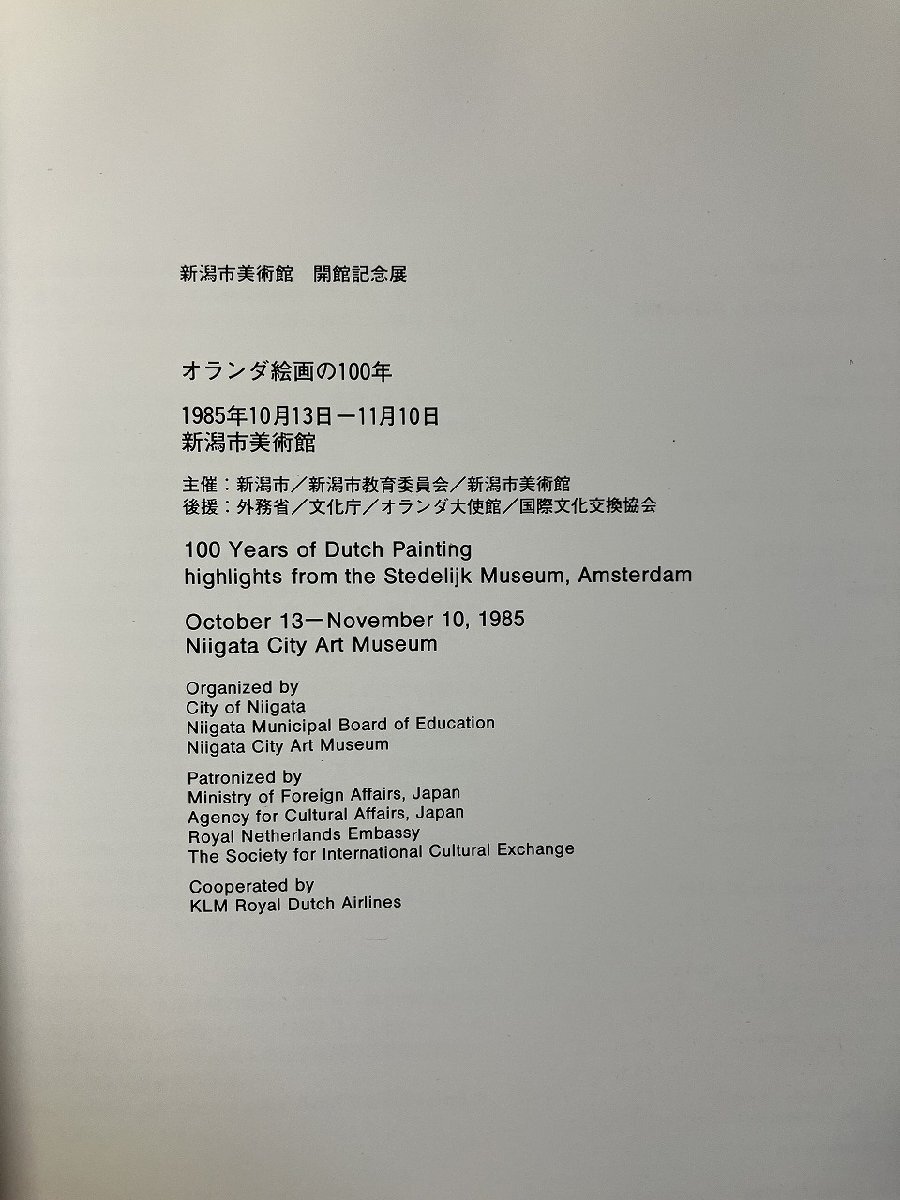 新潟市美術館　開館記念展
オランダ絵画の100年
1985年10月13日－11月10日
新潟市美術館
主催：新潟市／新潟市教育委員会／新潟市美術館
後援：外務省／文化庁／オランダ大使館／国際文化交換協会
100 Years of Dutch Painting
highlights from the Stedelijk Museum, Amsterdam
October 13—November 10, 1985
Niigata City Art Museum
Organized by
City of Niigata
Niigata Municipal Board of Education
Niigata City Art Museum
Patronized by
Ministry of Foreign Affairs, Japan
Agency for Cultural Affairs, Japan
Royal Netherlands Embassy
The Society for International Cultural Exchange
Cooperated by
KLM Royal Dutch Airlines